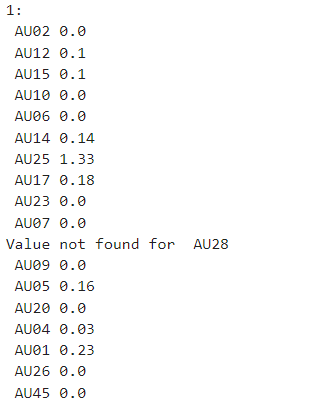 1:
AU02 0.0
AU12 0.1
AU15 0.1
AU10 0.0
AU06 0.0
AU14 0.14
AU25 1.33
AU17 0.18
AU23 0.0
AU07 0.0
Value not found for  AU28
AU09 0.0
AU05 0.16
AU20 0.0
AU04 0.03
AU01 0.23
AU26 0.0
AU45 0.0